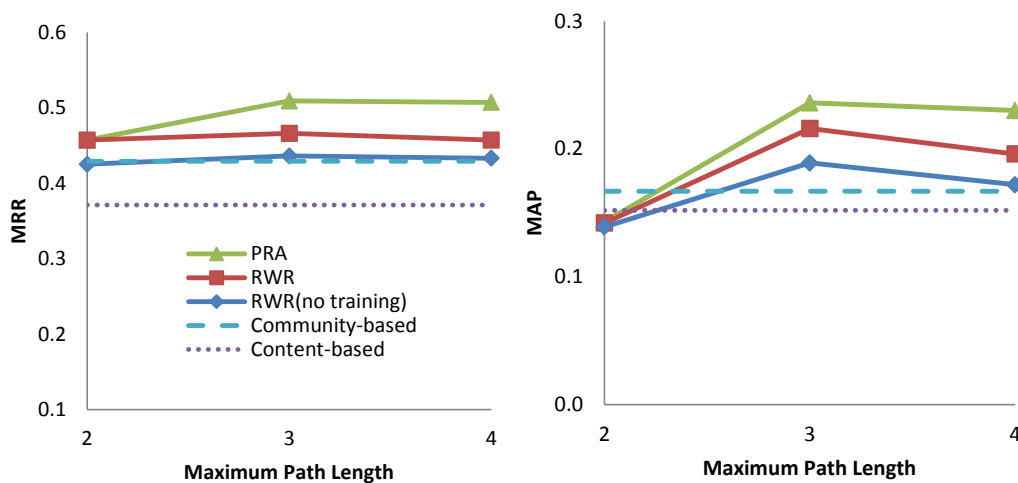 0.6
0.5
0.4
0.3
0.2
0.1
MRR
2
3
4
Maximum Path Length
PRA
RWR
RWR(no training)
Community-based
Content-based
0.3
0.2
0.1
0.0
MAP
2
3
4
Maximum Path Length